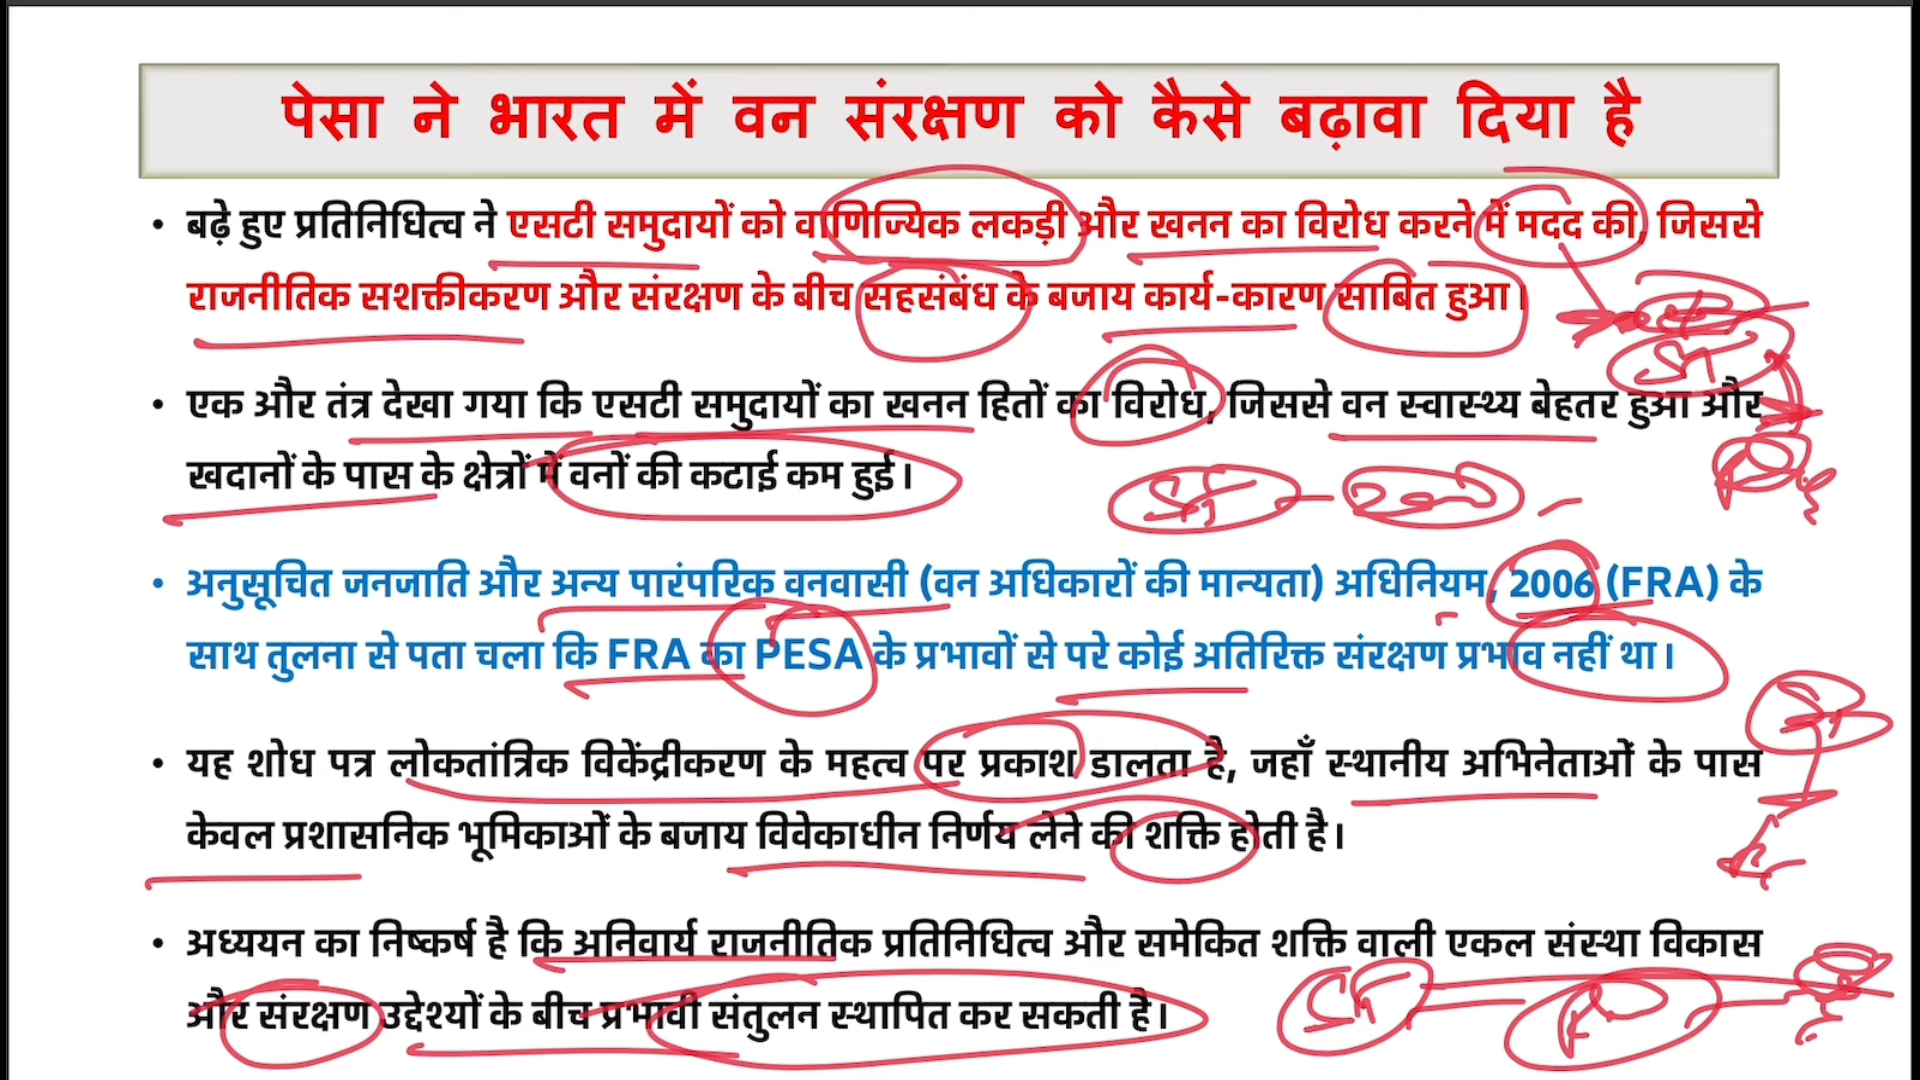 पेसा ने भारत में वन संरक्षण को कैसे बढ़ावा दिया है
• बढ़े हुए प्रतिनिधित्व ने एसटी समुदायों को वाणिज्यिक लकड़ी और खनन का विरोध करने में मदद की, जिससे
राजनीतिक सशक्तीकरण और संरक्षण के बीच सहसंबंध के बजाय कार्य-कारण साबित हुआ।
• एक और तंत्र देखा गया कि एसटी समुदायों का खनन हितों का विरोध, जिससे वन स्वास्थ्य बेहतर हुआ और
खदानों के पास के क्षेत्रों में वनों की कटाई कम हुई।
• अनुसूचित जनजाति और अन्य पारंपरिक वनवासी (वन अधिकारों की मान्यता) अधिनियम, 2006 (FRA) के
साथ तुलना से पता चला कि FRA का PESA के प्रभावों से परे कोई अतिरिक्त संरक्षण प्रभाव नहीं था।
• यह शोध पत्र लोकतांत्रिक विकेंद्रीकरण के महत्व पर प्रकाश डालता है, जहाँ स्थानीय अभिनेताओं के पास
केवल प्रशासनिक भूमिकाओं के बजाय विवेकाधीन निर्णय लेने की शक्ति होती है।
• अध्ययन का निष्कर्ष है कि अनिवार्य राजनीतिक प्रतिनिधित्व और समेकित शक्ति वाली एकल संस्था विकास
और संरक्षण उद्देश्यों के बीच प्रभावी संतुलन स्थापित कर सकती है।